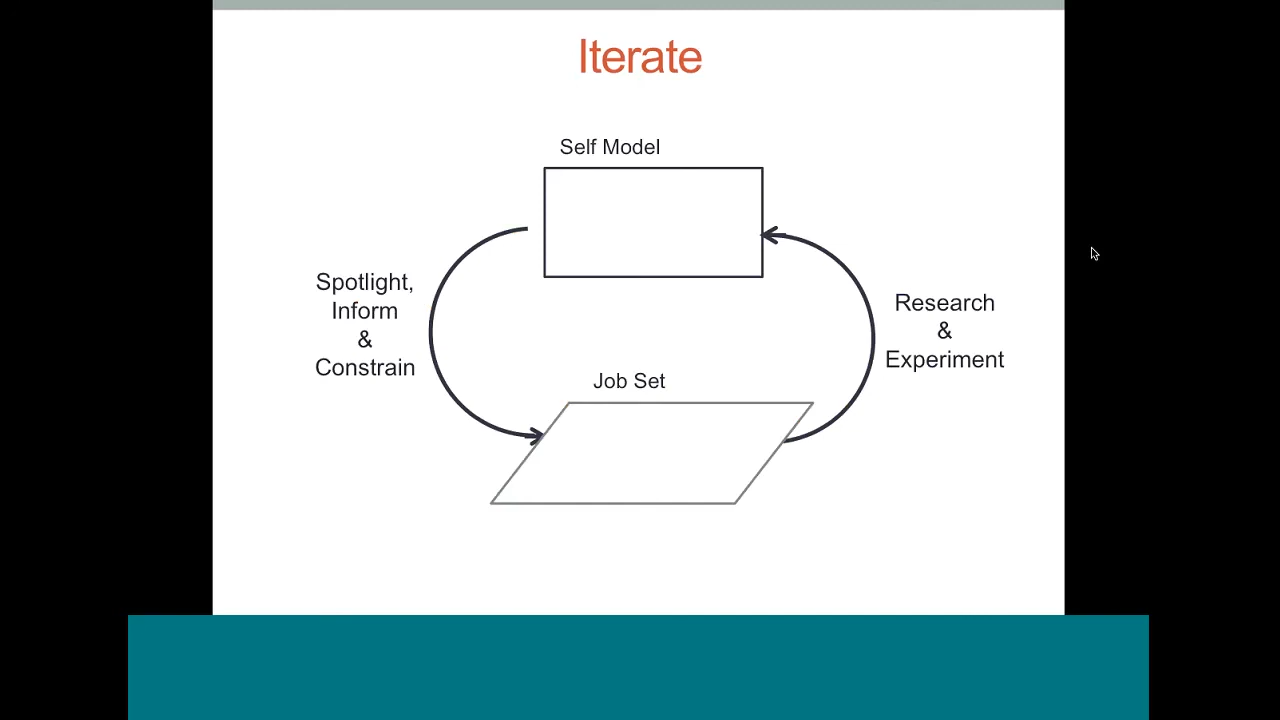 Iterate
Self Model
Spotlight,
Inform
&
Constrain
Research
&
Experiment
Job Set